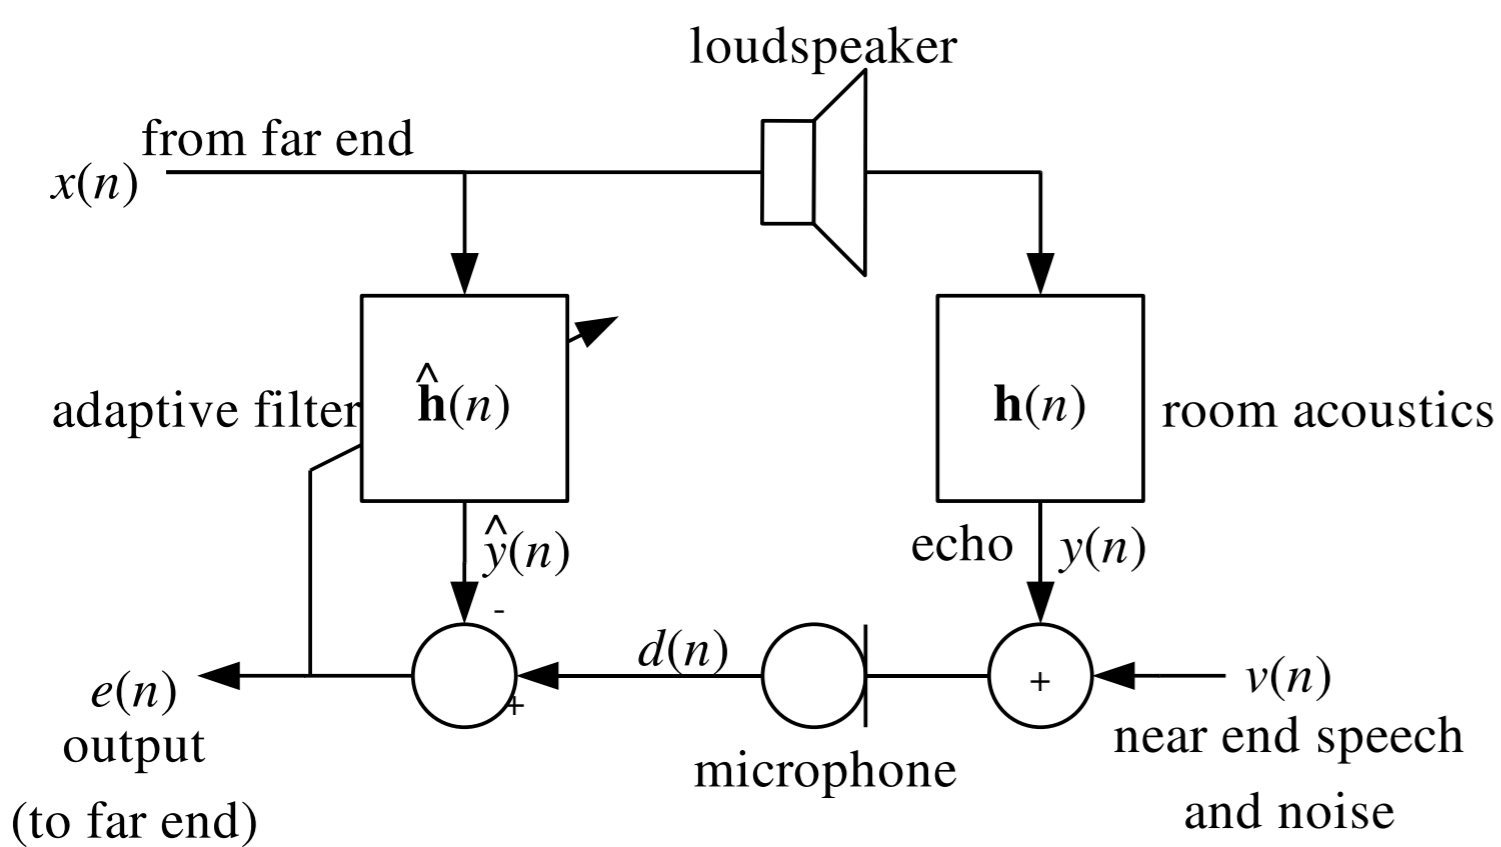 loudspeaker
from far end
x(n)
adaptive filter
ĥ(n)
h(n)
room acoustics
ŷ(n)
echo
y(n)
-
d(n)
+
+
e(n)
v(n)
output
near end speech
microphone
(to far end)
and noise